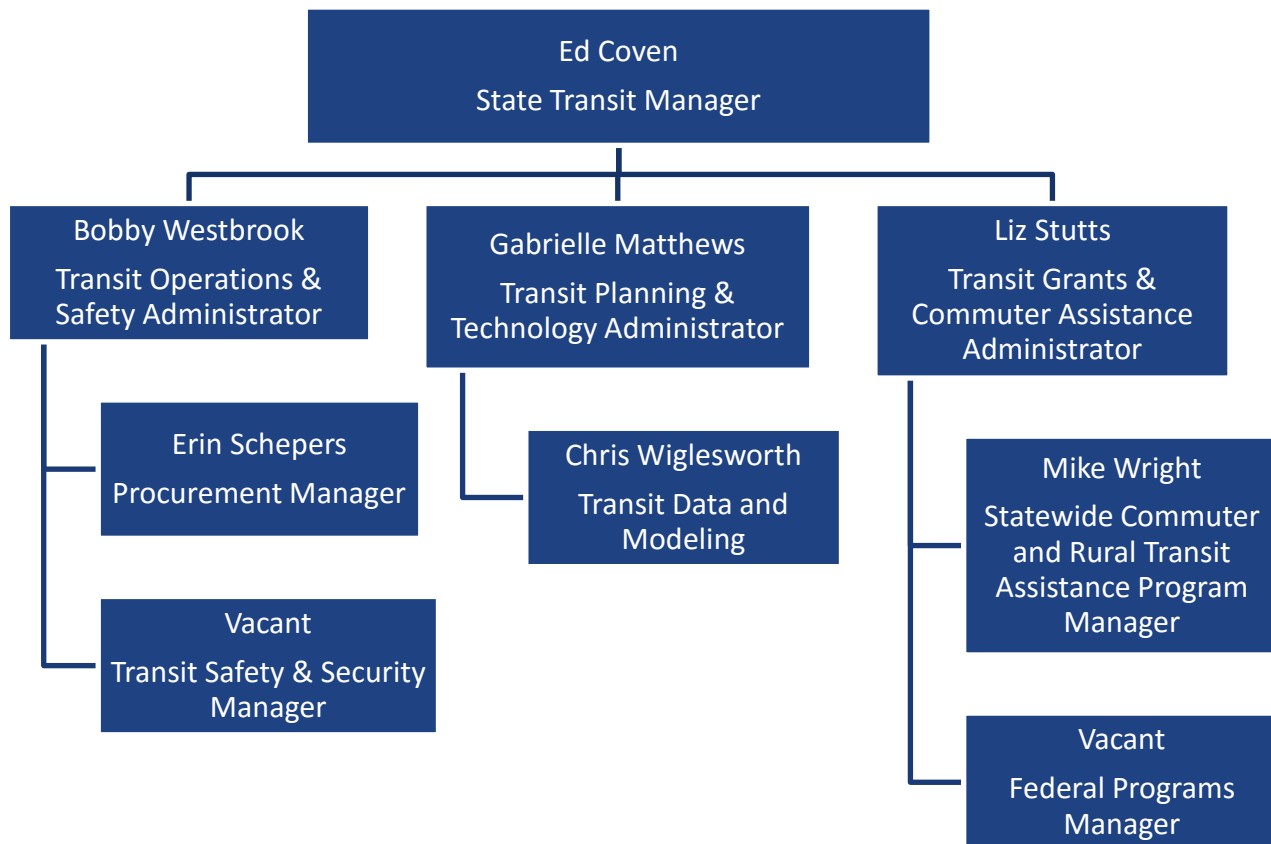 Ed Coven
State Transit Manager
Bobby Westbrook
Transit Operations &
Safety Administrator
Erin Schepers
Procurement Manager
Vacant
Transit Safety & Security
Manager
Gabrielle Matthews
Transit Planning &
Technology Administrator
Chris Wiglesworth
Transit Data and
Modeling
Liz Stutts
Transit Grants &
Commuter Assistance
Administrator
Mike Wright
Statewide Commuter
and Rural Transit
Assistance Program
Manager
Vacant
Federal Programs
Manager